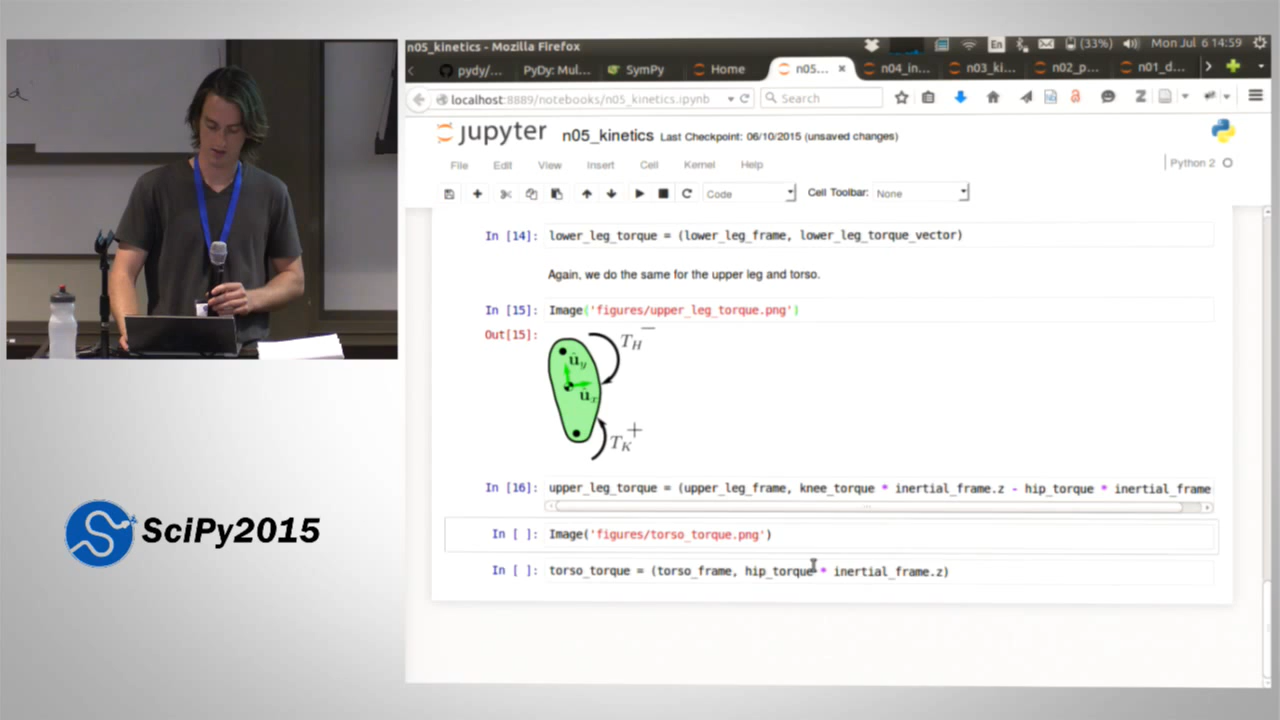 n05_kinetics - Mozilla Firefox
En
(33%)
Mon Jul 6 14:59
pydy/...
PyDy: Mul...
SymPy
Home
n05...
n04_in...
n03_ki...
n02_p...
n01_d...
localhost:8889/notebooks/n05_kinetics.ipynb
Search
jupyter n05_kinetics Last Checkpoint: 06/10/2015 (unsaved changes)
File Edit View Insert Cell Kernel Help
Python 2
Code
Cell Toolbar: None
In [14]: lower_leg_torque = (lower_leg_frame, lower_leg_torque_vector)
Again, we do the same for the upper leg and torso.
In [15]: Image('figures/upper_leg_torque.png')
Out[15]:
T_H −
û_y
û_x
T_K +
In [16]: upper_leg_torque = (upper_leg_frame, knee_torque * inertial_frame.z - hip_torque * inertial_frame
In [ ]: Image('figures/torso_torque.png')
In [ ]: torso_torque = (torso_frame, hip_torque * inertial_frame.z)
SciPy2015